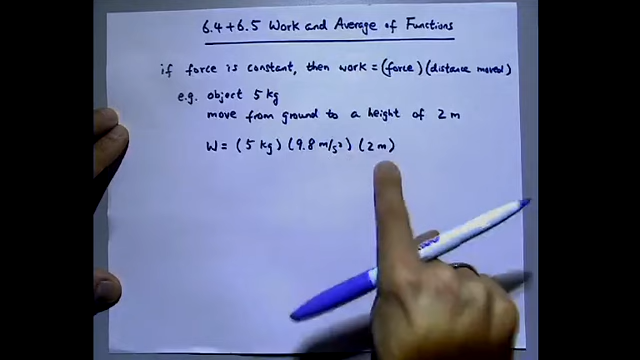 6.4+6.5 Work and Average of Functions
if force is constant, then work = (force)(distance moved)
e.g. object 5 kg
move from ground to a height of 2 m
W = (5 kg)(9.8 m/s²)(2 m)